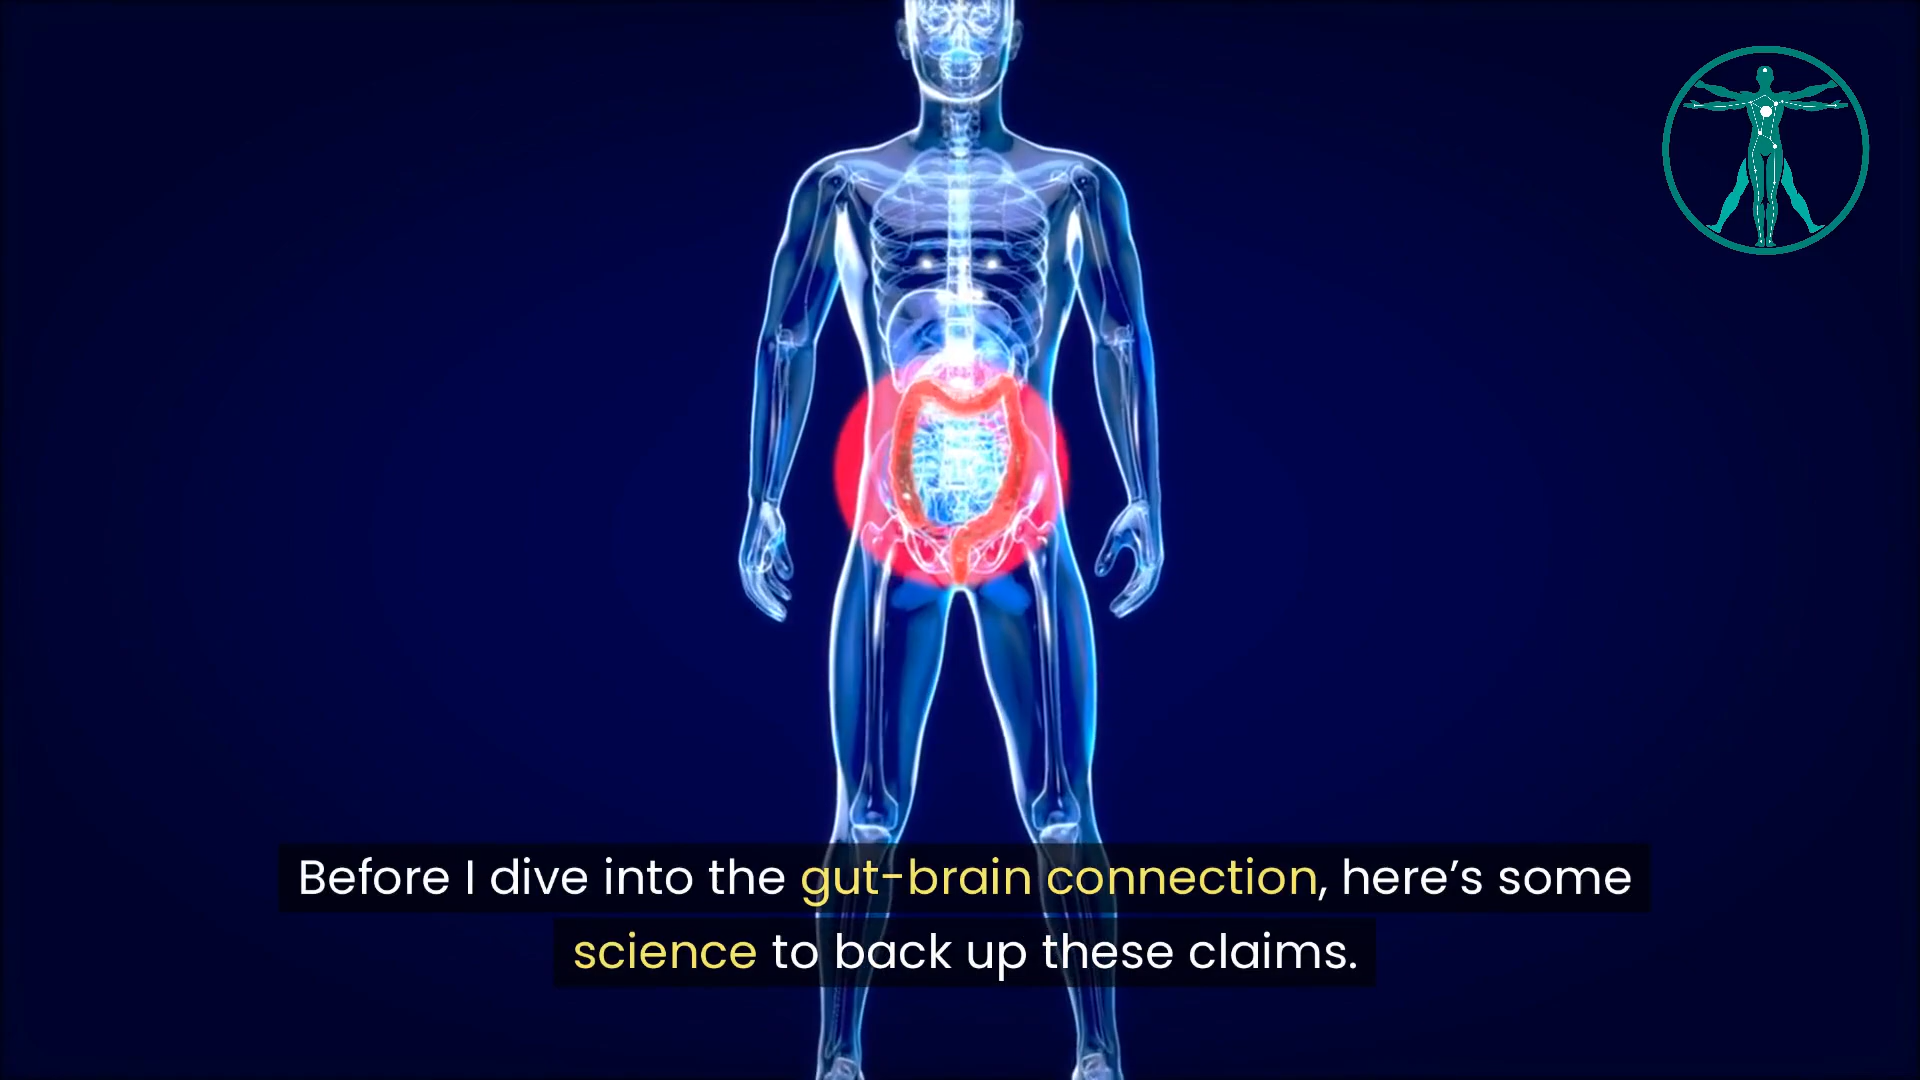 Before I dive into the gut-brain connection, here’s some
science to back up these claims.